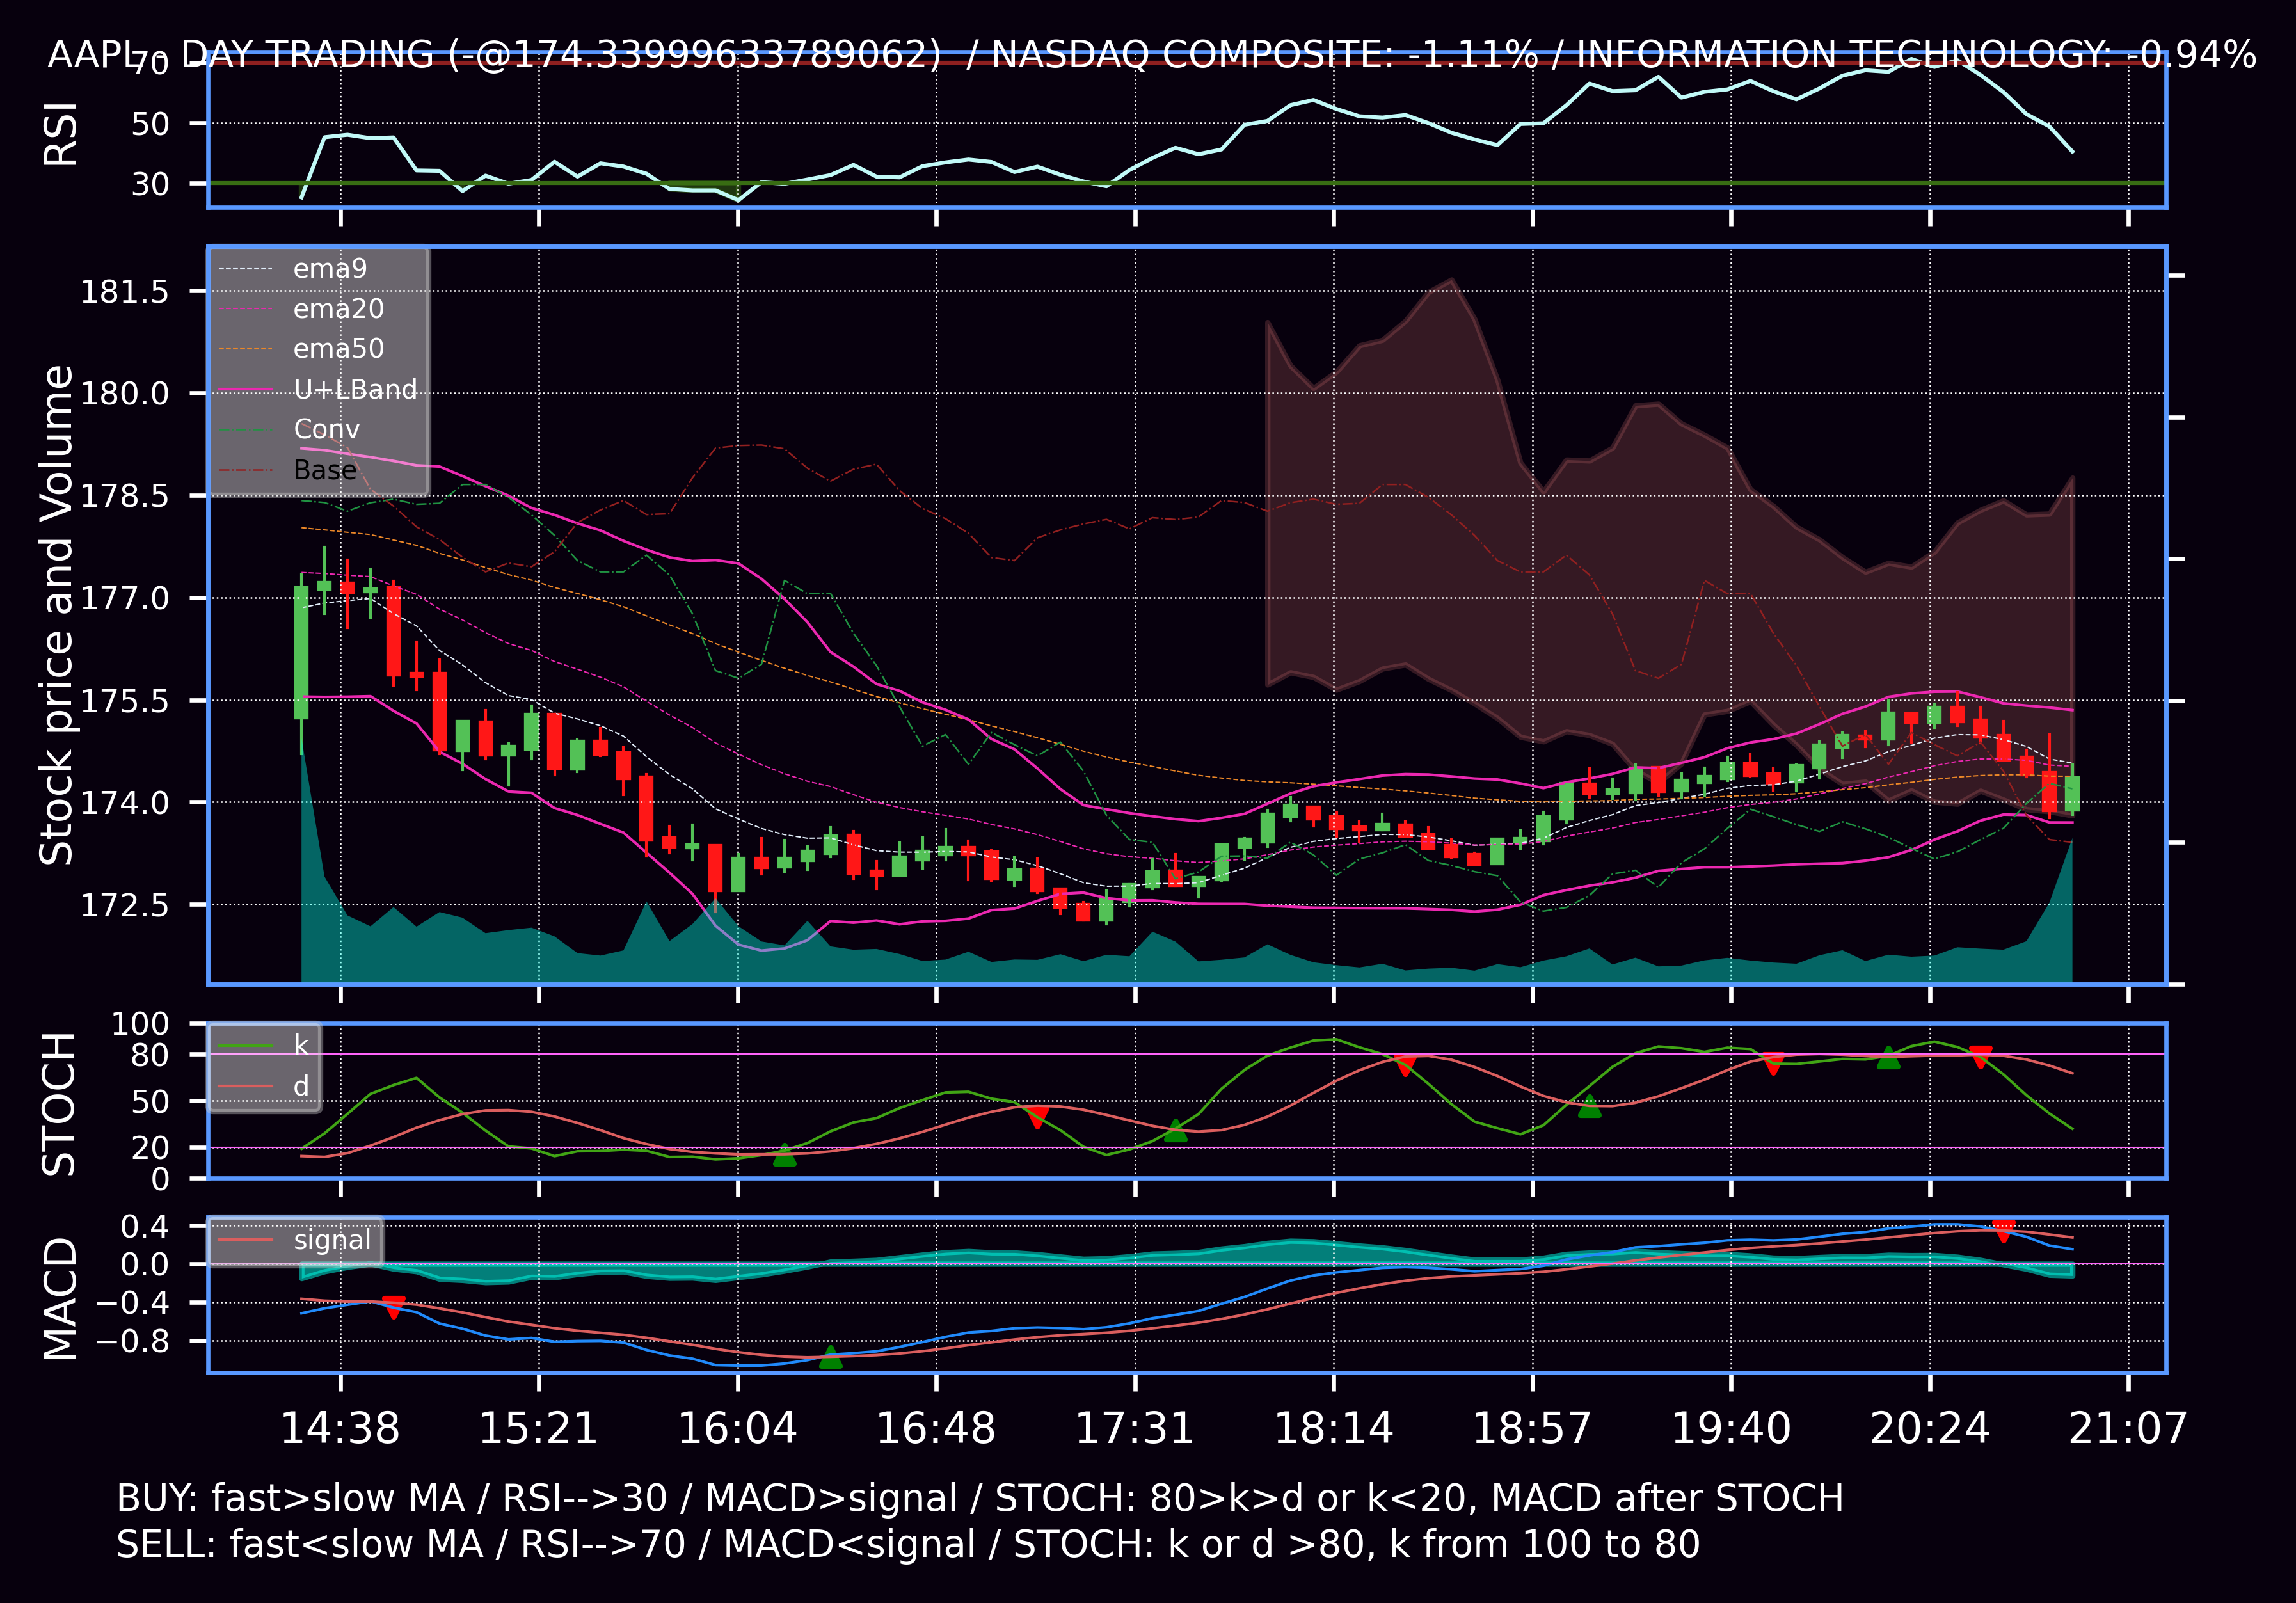 AAPL - DAY TRADING (-@174.33999633789062) / NASDAQ COMPOSITE: -1.11% / INFORMATION TECHNOLOGY: -0.94%
RSI
70
50
30
Stock price and Volume
181.5
180.0
178.5
177.0
175.5
174.0
172.5
ema9
ema20
ema50
U+LBand
Conv
Base
STOCH
100
80
50
20
0
k
d
MACD
0.4
0.0
−0.4
−0.8
signal
14:38 15:21 16:04 16:48 17:31 18:14 18:57 19:40 20:24 21:07
BUY: fast>slow MA / RSI-->30 / MACD>signal / STOCH: 80>k>d or k<20, MACD after STOCH
SELL: fast<slow MA / RSI-->70 / MACD<signal / STOCH: k or d >80, k from 100 to 80